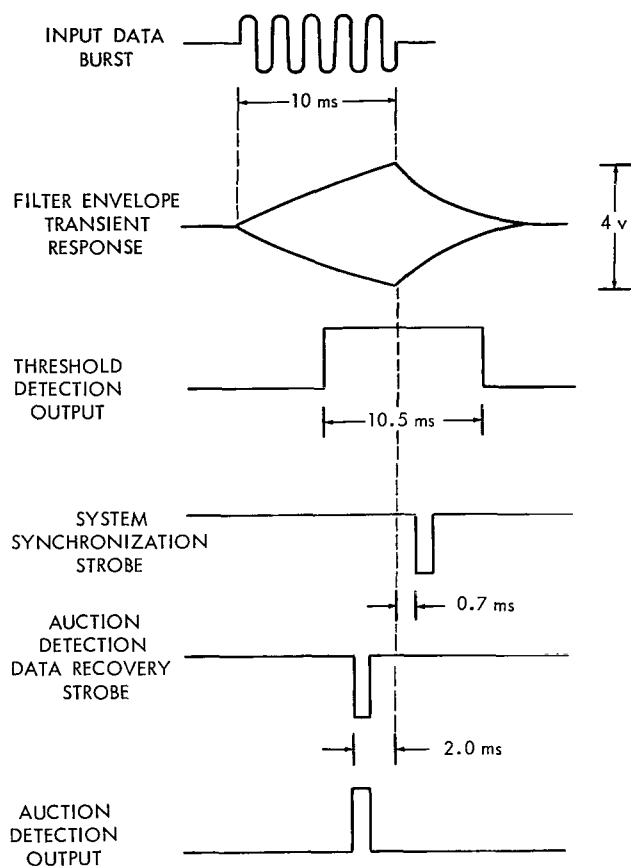 INPUT DATA
BURST
10 ms
FILTER ENVELOPE
TRANSIENT
RESPONSE
4 v
THRESHOLD
DETECTION
OUTPUT
10.5 ms
SYSTEM
SYNCHRONIZATION
STROBE
0.7 ms
AUCTION
DETECTION
DATA RECOVERY
STROBE
2.0 ms
AUCTION
DETECTION
OUTPUT